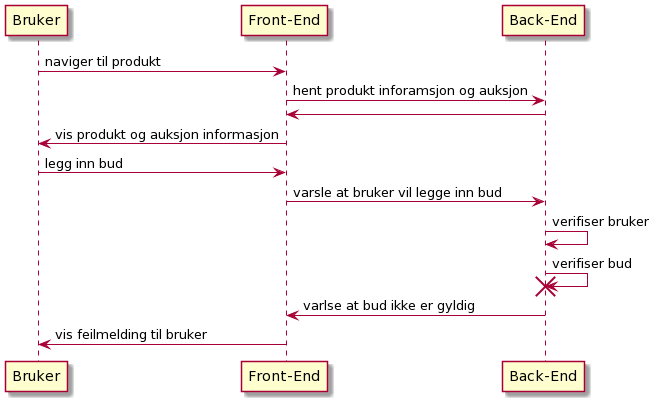 Bruker Front-End Back-End
naviger til produkt
hent produkt inforamsjon og auksjon
vis produkt og auksjon informasjon
legg inn bud
varsle at bruker vil legge inn bud
verifiser bruker
verifiser bud
varlse at bud ikke er gyldig
vis feilmelding til bruker
Bruker Front-End Back-End